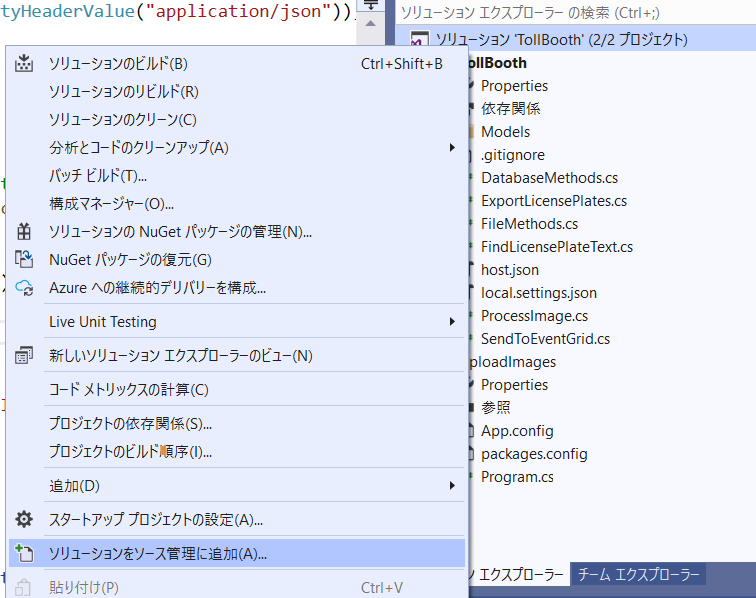 tyHeaderValue("application/json"))
ソリューション エクスプローラー の検索 (Ctrl+;)
ソリューション 'TollBooth' (2/2 プロジェクト)
ollBooth
Properties
依存関係
Models
.gitignore
DatabaseMethods.cs
ExportLicensePlates.cs
FileMethods.cs
FindLicensePlateText.cs
host.json
local.settings.json
ProcessImage.cs
SendToEventGrid.cs
ploadImages
Properties
参照
App.config
packages.config
Program.cs
ソリューションのビルド(B) Ctrl+Shift+B
ソリューションのリビルド(R)
ソリューションのクリーン(C)
分析とコードのクリーンアップ(A)
バッチ ビルド(T)...
構成マネージャー(O)...
ソリューションの NuGet パッケージの管理(N)...
NuGet パッケージの復元(G)
Azure への継続的デリバリーを構成...
Live Unit Testing
新しいソリューション エクスプローラーのビュー(N)
コード メトリックスの計算(C)
プロジェクトの依存関係(S)...
プロジェクトのビルド順序(I)...
追加(D)
スタートアップ プロジェクトの設定(A)...
ソリューションをソース管理に追加(A)...
貼り付け(P) Ctrl+V
ン エクスプローラー
チーム エクスプローラー